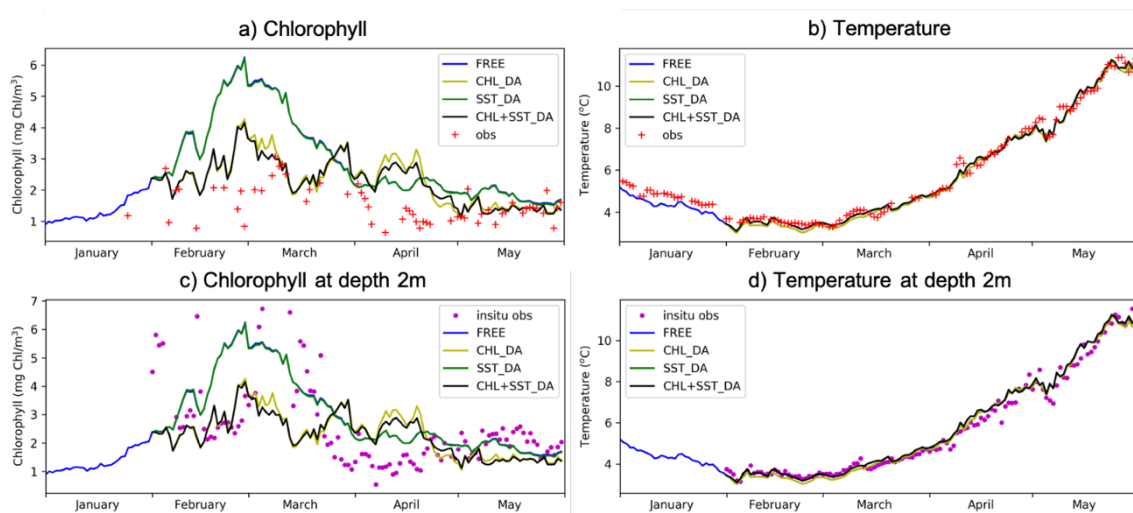 a) Chlorophyll
Chlorophyll (mg Chl/m³)
6
5
4
3
2
1
FREE
CHL_DA
SST_DA
CHL+SST_DA
obs
January February March April May
b) Temperature
Temperature (°C)
10
8
6
4
FREE
CHL_DA
SST_DA
CHL+SST_DA
obs
January February March April May
c) Chlorophyll at depth 2m
Chlorophyll (mg Chl/m³)
7
6
5
4
3
2
1
insitu obs
FREE
CHL_DA
SST_DA
CHL+SST_DA
January February March April May
d) Temperature at depth 2m
Temperature (°C)
10
8
6
4
insitu obs
FREE
CHL_DA
SST_DA
CHL+SST_DA
January February March April May